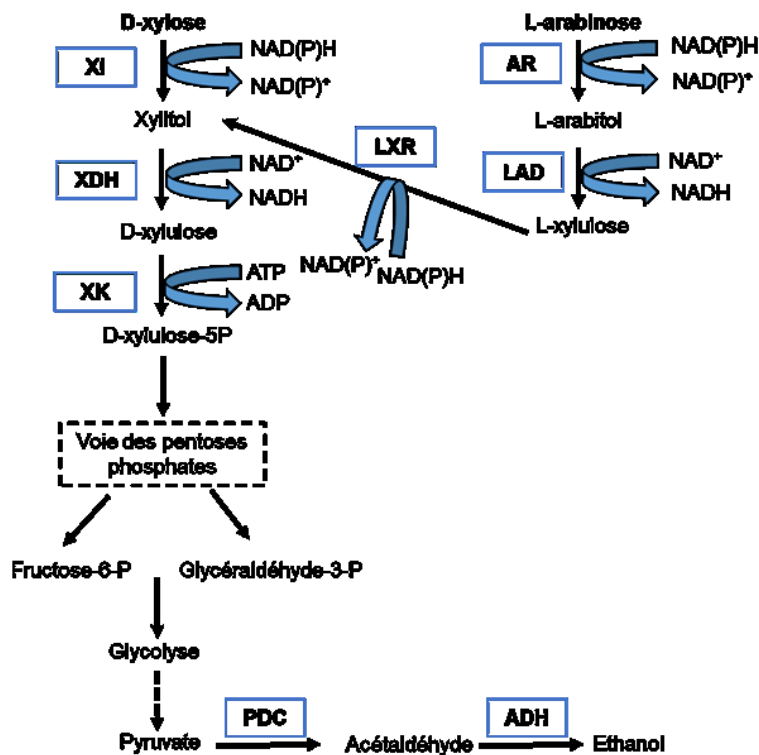 D-xylose
L-arabinose
XI
NAD(P)H
NAD(P)⁺
AR
NAD(P)H
NAD(P)⁺
Xylitol
L-arabitol
LXR
XDH
NAD⁺
NADH
LAD
NAD⁺
NADH
D-xylulose
L-xylulose
NAD(P)⁺
NAD(P)H
XK
ATP
ADP
D-xylulose-5P
Voie des pentoses
phosphates
Fructose-6-P
Glycéraldéhyde-3-P
Glycolyse
PDC
ADH
Pyruvate
Acétaldéhyde
Ethanol